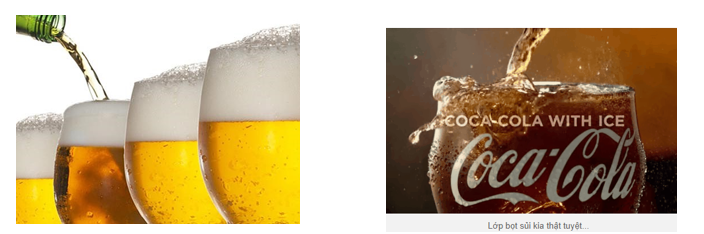 COCA-COLA WITH ICE
Coca-Cola
Lớp bọt sủi kia thật tuyệt...